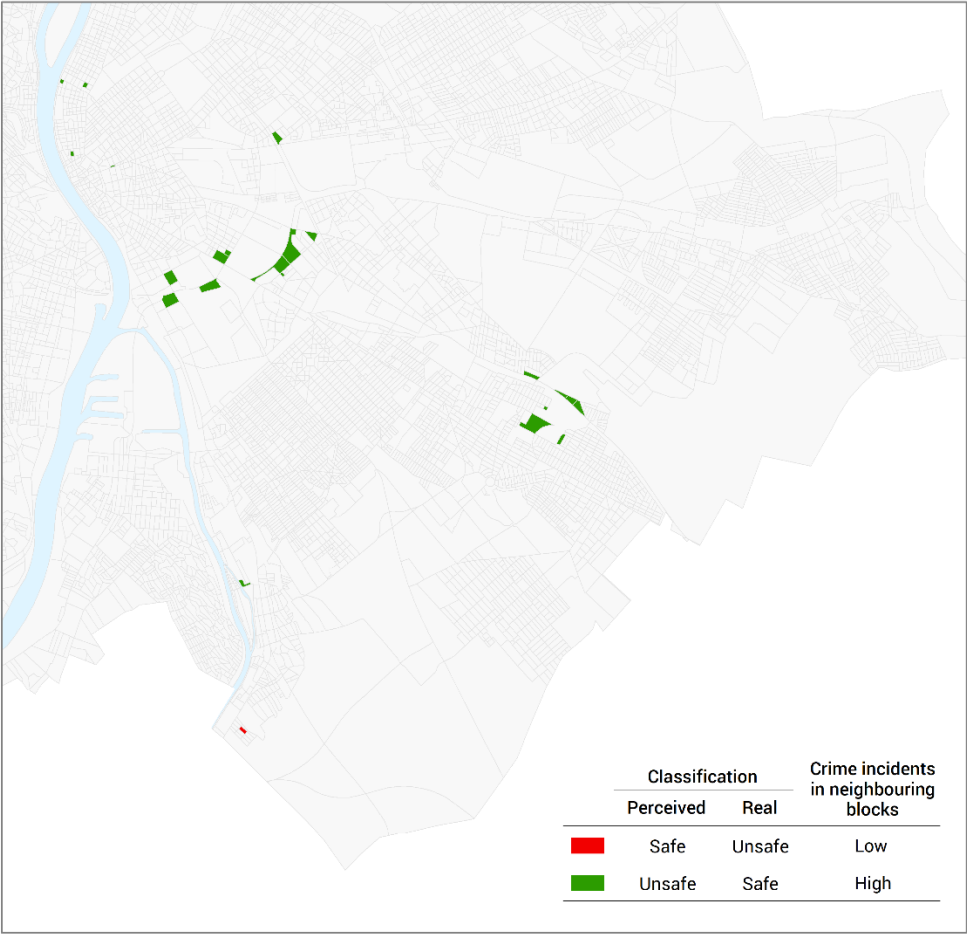 Classification
Crime incidents
in neighbouring
blocks
Perceived Real
Safe Unsafe Low
Unsafe Safe High